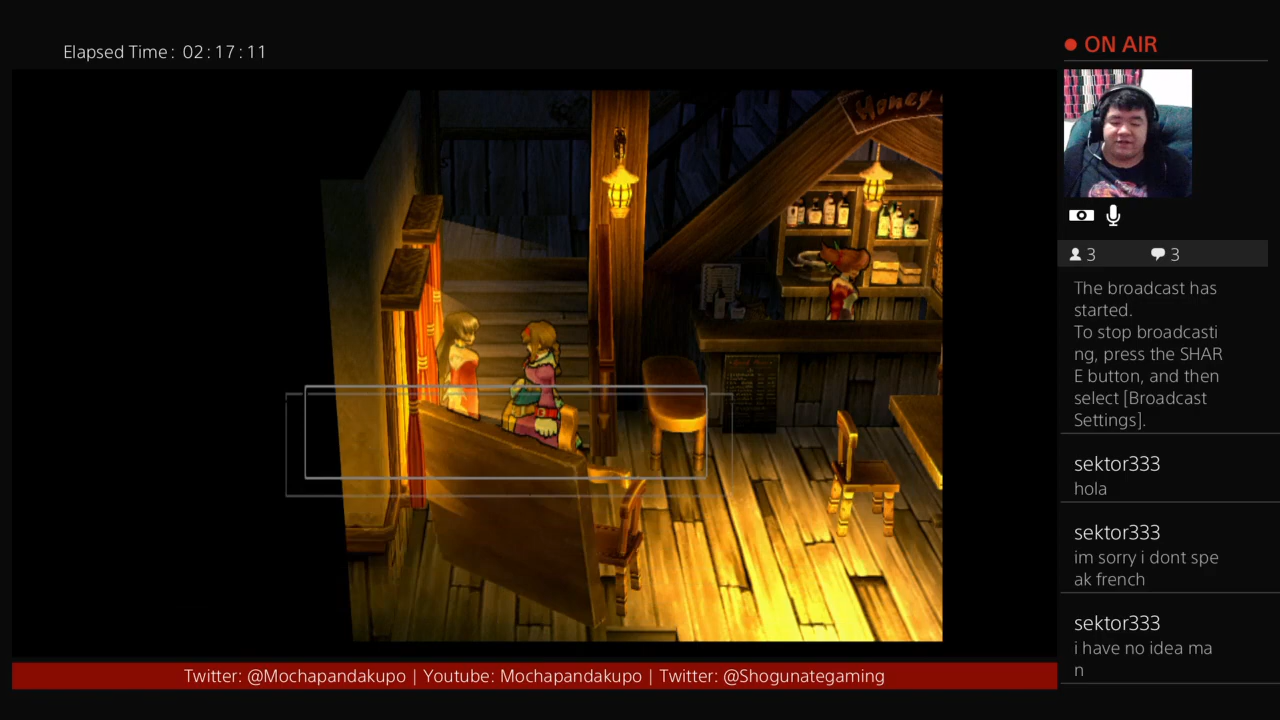 Elapsed Time: 02:17:11
ON AIR
Honey
3 3
The broadcast has
started.
To stop broadcasti
ng, press the SHAR
E button, and then
select [Broadcast
Settings].
sektor333
hola
sektor333
im sorry i dont spe
ak french
sektor333
i have no idea ma
n
Twitter: @Mochapandakupo | Youtube: Mochapandakupo | Twitter: @Shogunategaming